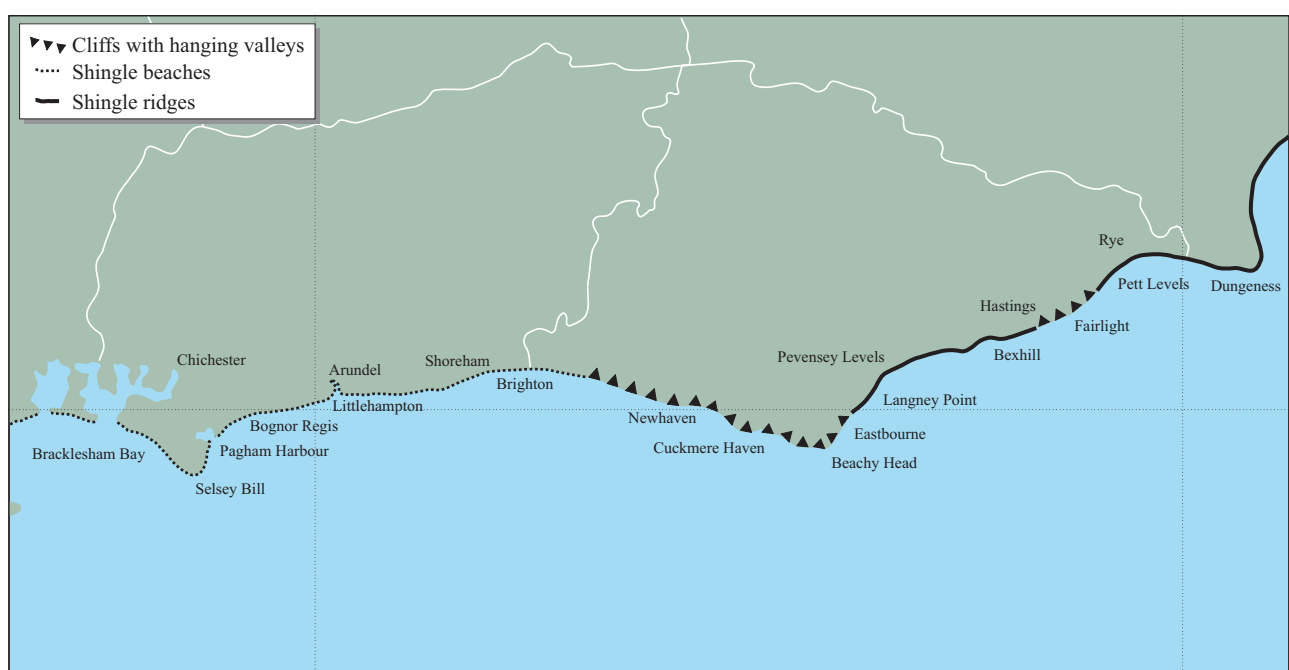 Cliffs with hanging valleys
Shingle beaches
Shingle ridges
Rye
Pett Levels
Dungeness
Hastings
Fairlight
Bexhill
Pevensey Levels
Langney Point
Chichester
Arundel
Shoreham
Brighton
Littlehampton
Bognor Regis
Newhaven
Eastbourne
Bracklesham Bay
Pagham Harbour
Cuckmere Haven
Beachy Head
Selsey Bill